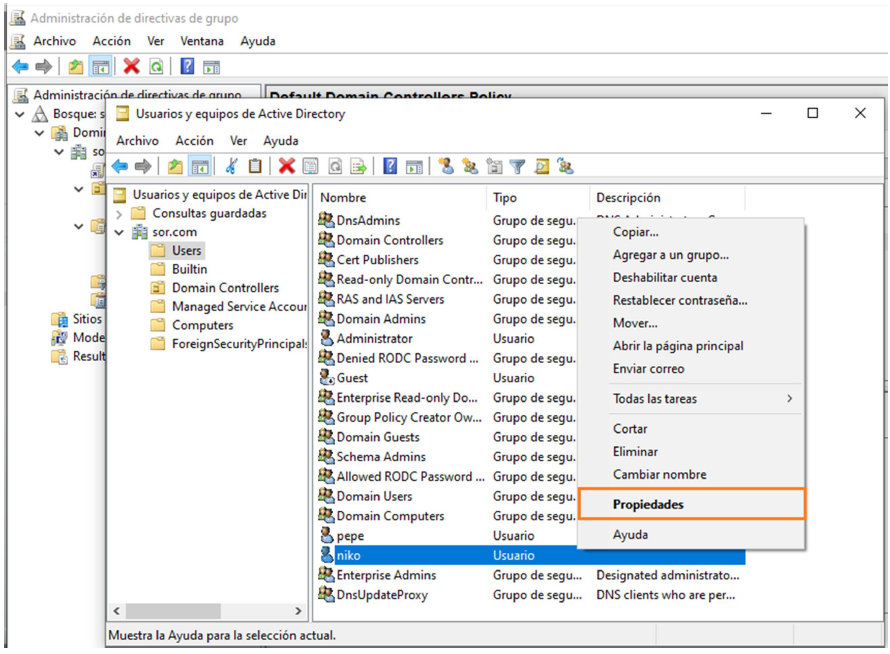 Administración de directivas de grupo
Archivo Acción Ver Ventana Ayuda
Administración de directivas de grupo
Default Domain Controllers Policy
Bosque: s
Domin
so
Sitios
Mode
Result
Usuarios y equipos de Active Directory
Archivo Acción Ver Ayuda
Usuarios y equipos de Active Dir
Consultas guardadas
sor.com
Users
Builtin
Domain Controllers
Managed Service Accour
Computers
ForeignSecurityPrincipals
Nombre Tipo Descripción
DnsAdmins Grupo de segu...
Domain Controllers Grupo de segu.
Cert Publishers Grupo de segu.
Read-only Domain Contr... Grupo de segu.
RAS and IAS Servers Grupo de segu.
Domain Admins Grupo de segu.
Administrator Usuario
Denied RODC Password ... Grupo de segu.
Guest Usuario
Enterprise Read-only Do... Grupo de segu.
Group Policy Creator Ow... Grupo de segu.
Domain Guests Grupo de segu.
Schema Admins Grupo de segu.
Allowed RODC Password ... Grupo de segu.
Domain Users Grupo de segu.
Domain Computers Grupo de segu.
pepe Usuario
niko Usuario
Enterprise Admins Grupo de segu... Designated administrato...
DnsUpdateProxy Grupo de segu... DNS clients who are per...
Copiar...
Agregar a un grupo...
Deshabilitar cuenta
Restablecer contraseña...
Mover...
Abrir la página principal
Enviar correo
Todas las tareas
Cortar
Eliminar
Cambiar nombre
Propiedades
Ayuda
Muestra la Ayuda para la selección actual.